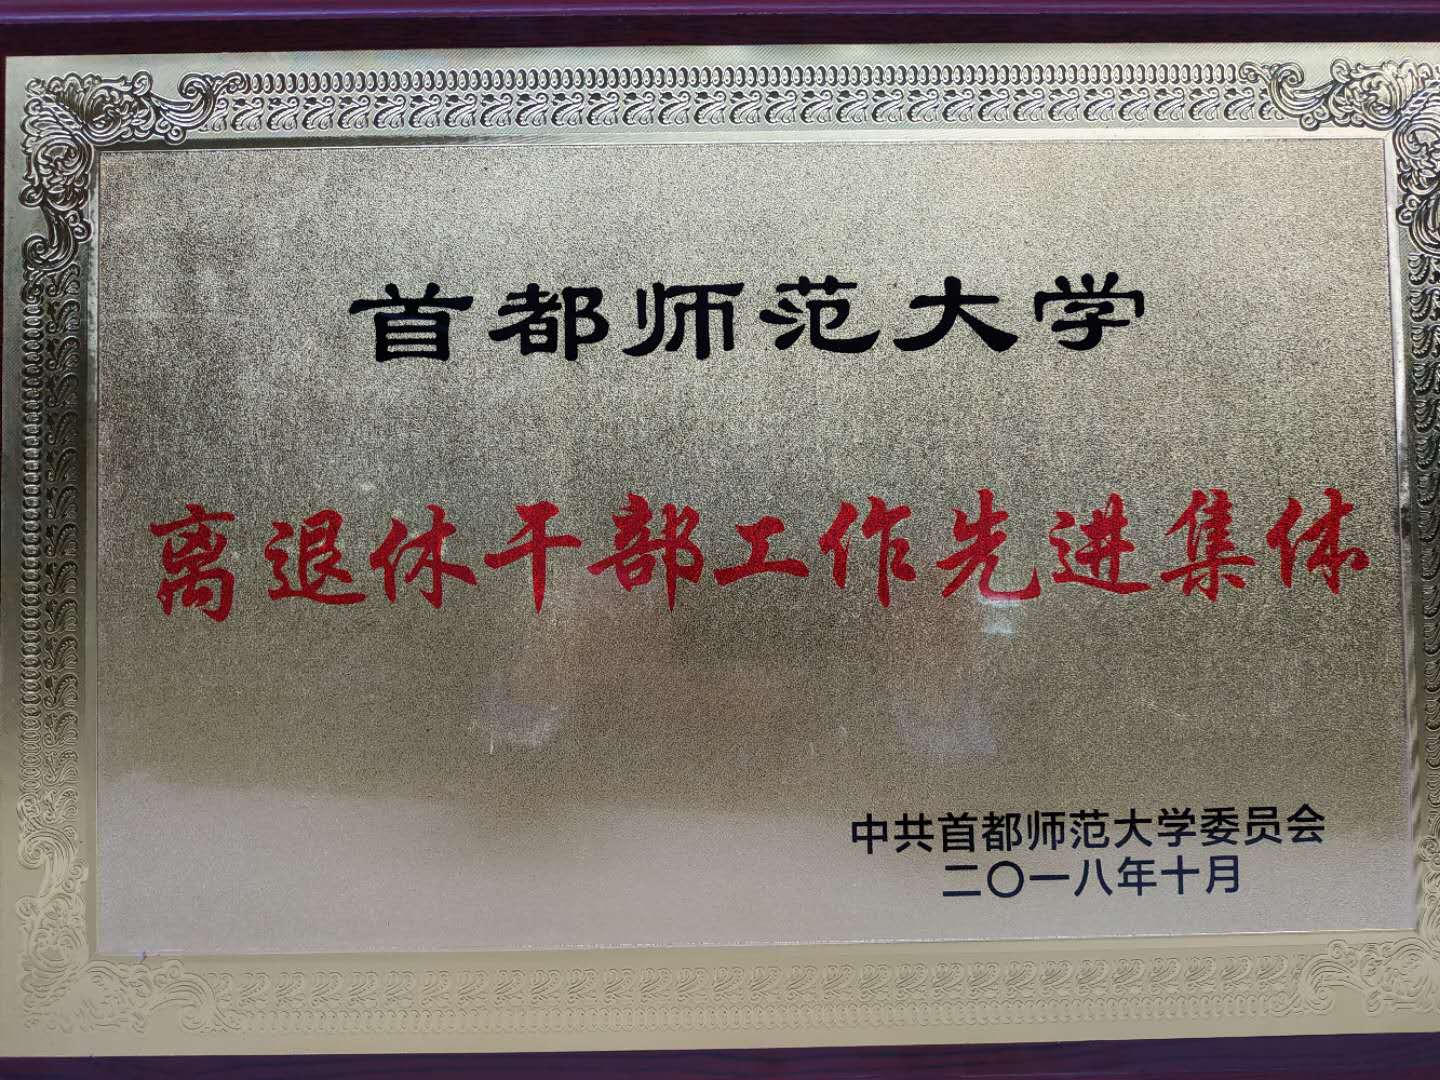 首都师范大学
离退休干部工作先进集体
中共首都师范大学委员会
二〇一八年十月